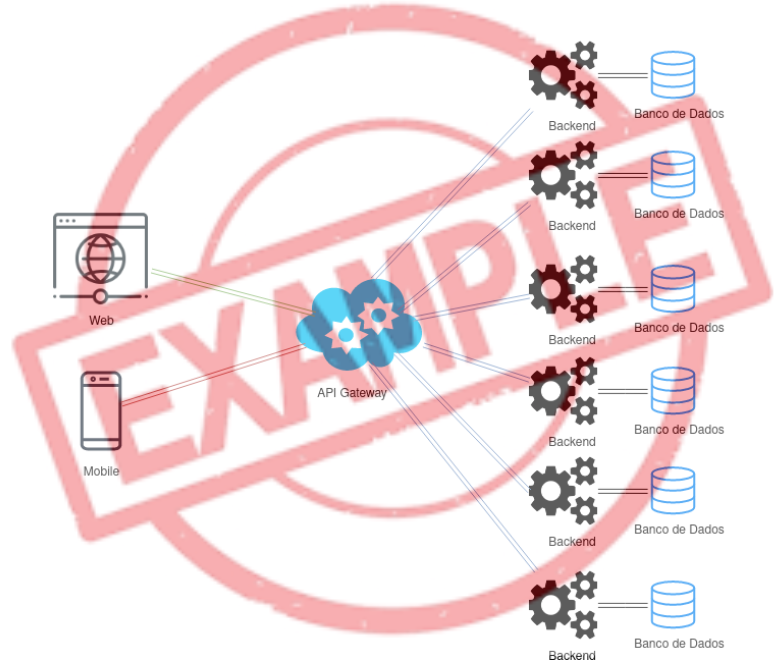 Backend
Banco de Dados
Backend
Banco de Dados
Web
Backend
Banco de Dados
API Gateway
Backend
Banco de Dados
Mobile
Backend
Banco de Dados
Backend
Banco de Dados
EXAMPLE